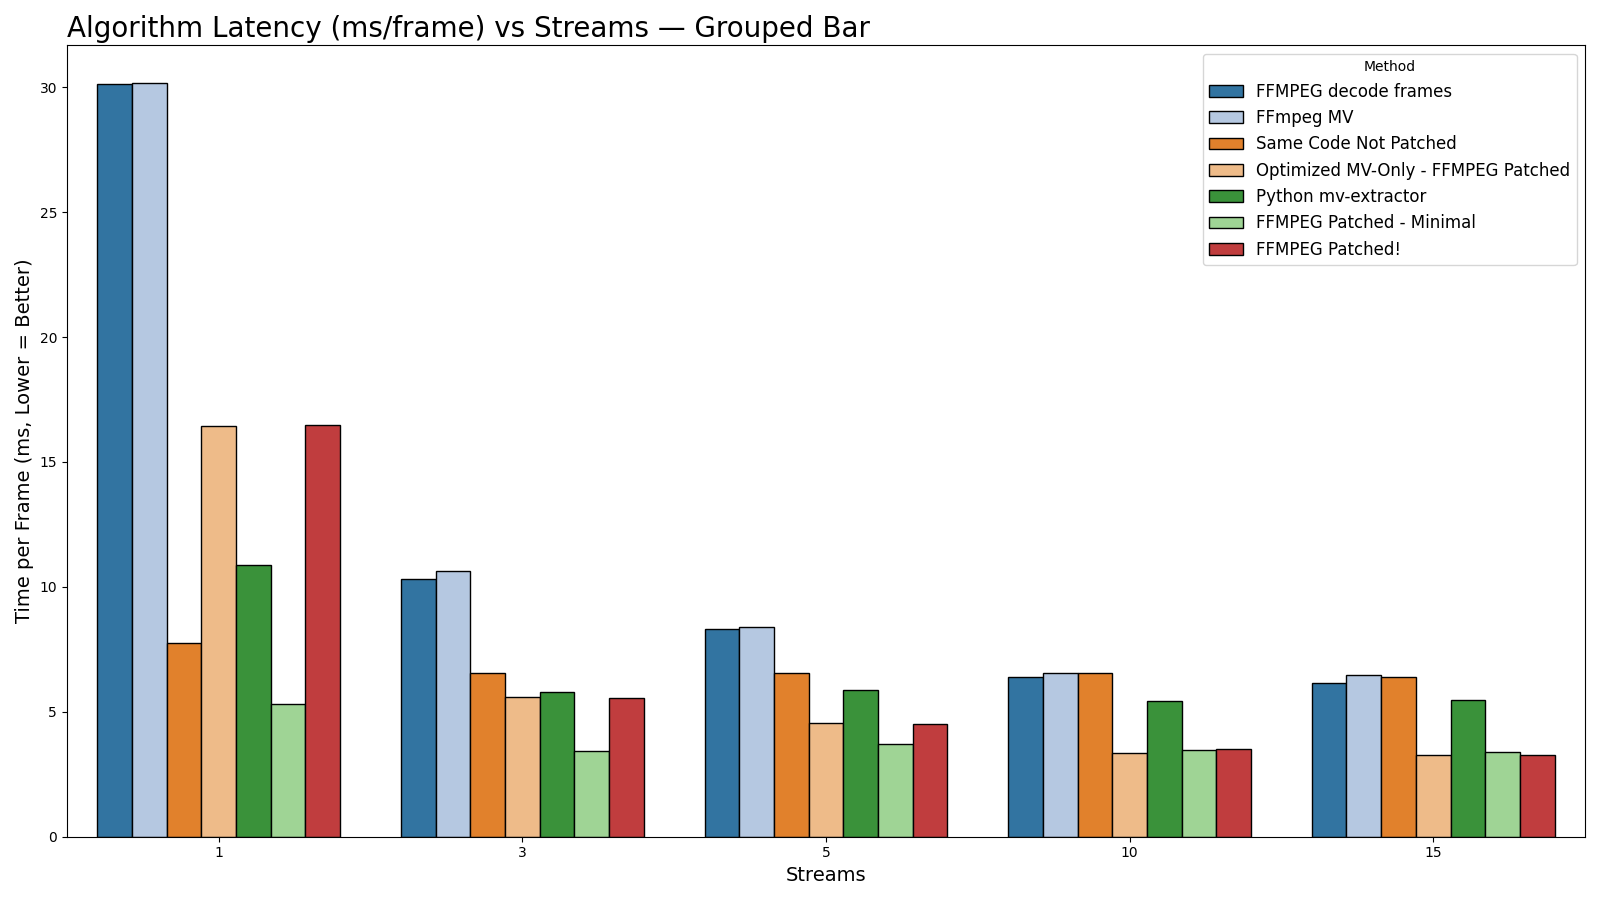 Algorithm Latency (ms/frame) vs Streams — Grouped Bar
Time per Frame (ms, Lower = Better)
30
25
20
15
10
5
0
Method
FFMPEG decode frames
FFmpeg MV
Same Code Not Patched
Optimized MV-Only - FFMPEG Patched
Python mv-extractor
FFMPEG Patched - Minimal
FFMPEG Patched!
1 3 5 10 15
Streams